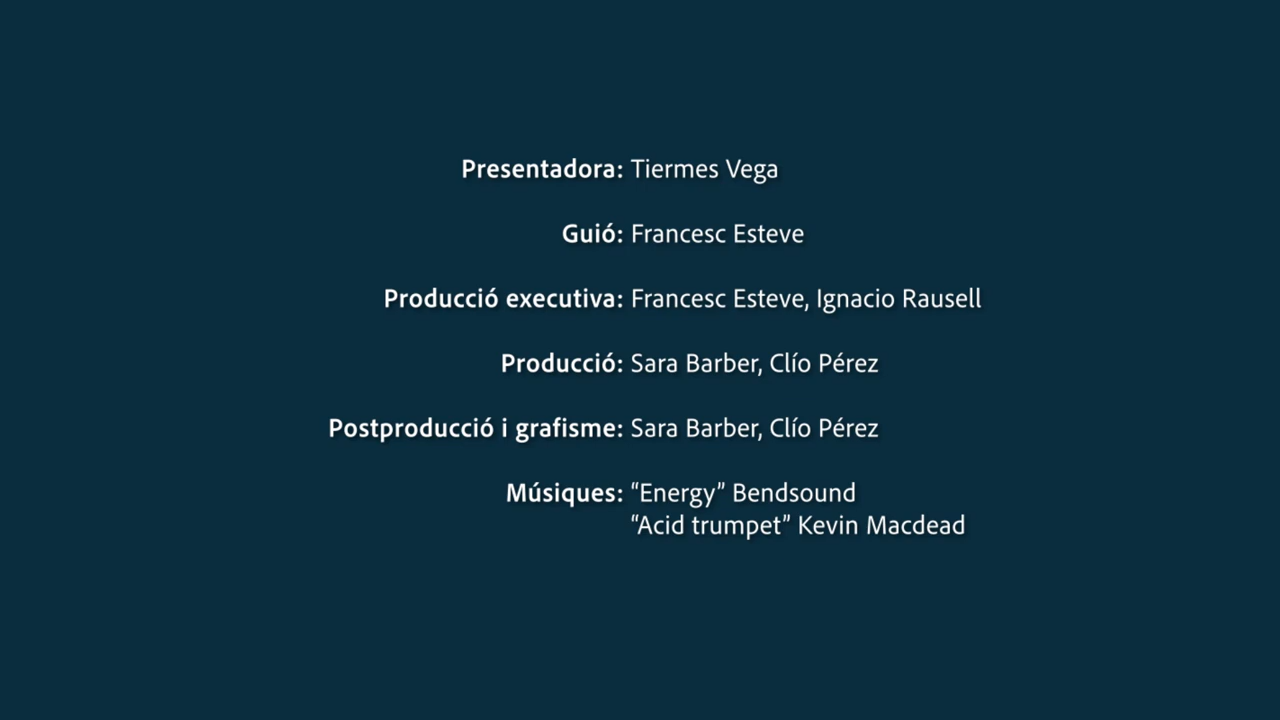 Presentadora: Tiermes Vega
Guió: Francesc Esteve
Producció executiva: Francesc Esteve, Ignacio Rausell
Producció: Sara Barber, Clío Pérez
Postproducció i grafisme: Sara Barber, Clío Pérez
Músiques: “Energy” Bendsound
“Acid trumpet” Kevin Macdead